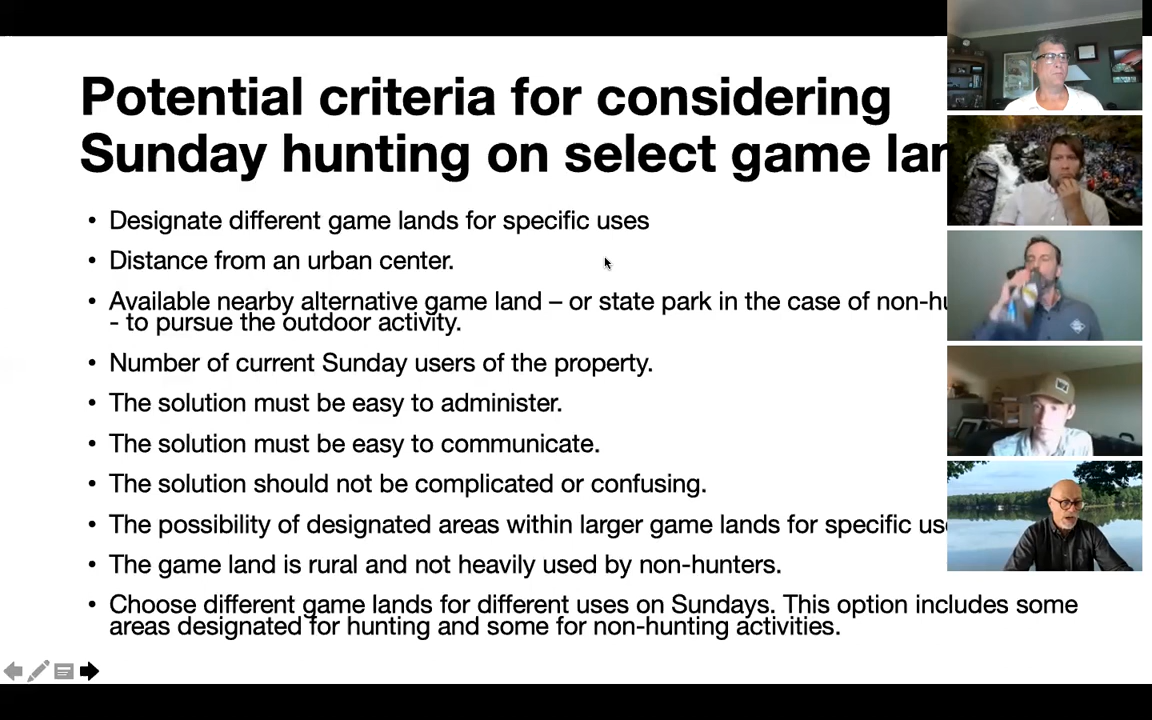 Potential criteria for considering
Sunday hunting on select game lan
• Designate different game lands for specific uses
• Distance from an urban center.
• Available nearby alternative game land – or state park in the case of non-hu
- to pursue the outdoor activity.
• Number of current Sunday users of the property.
• The solution must be easy to administer.
• The solution must be easy to communicate.
• The solution should not be complicated or confusing.
• The possibility of designated areas within larger game lands for specific us
• The game land is rural and not heavily used by non-hunters.
• Choose different game lands for different uses on Sundays. This option includes some
areas designated for hunting and some for non-hunting activities.